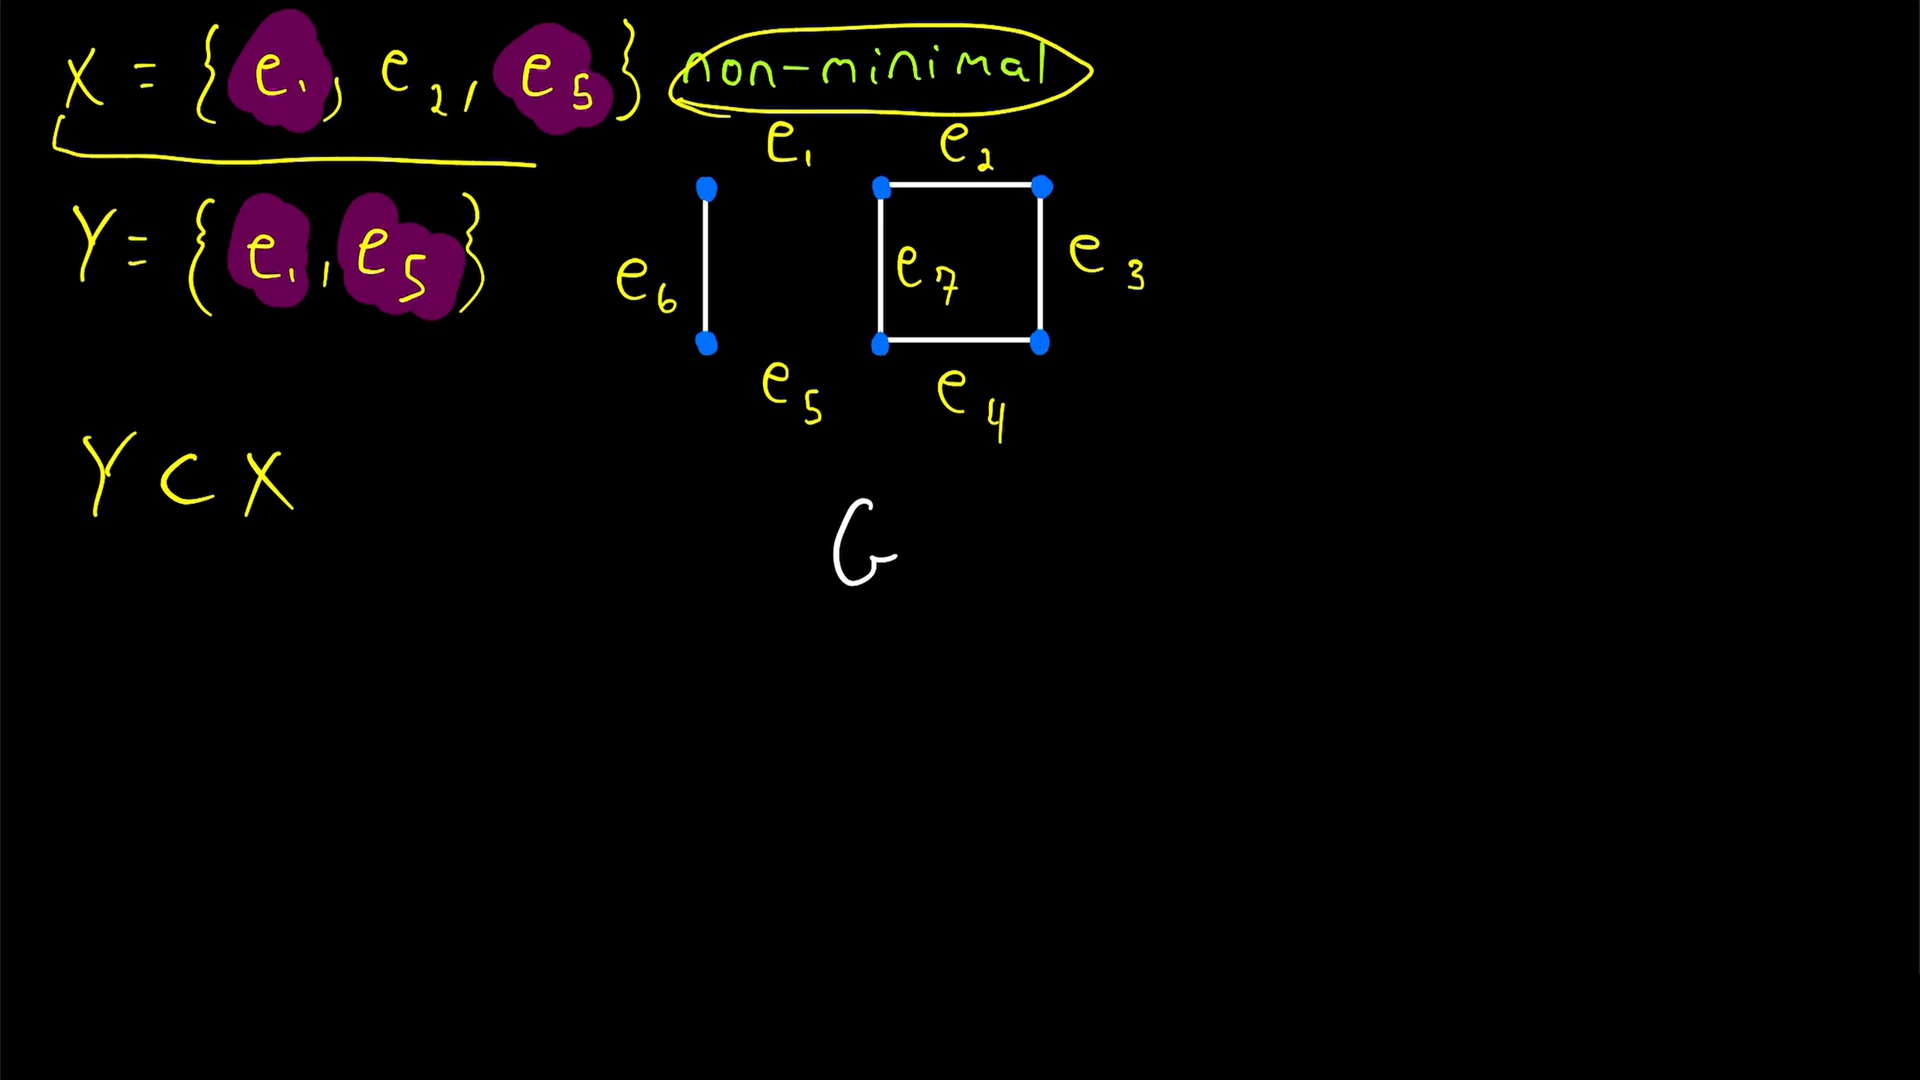 X = {e₁, e₂, e₅} non-minimal
e₁ e₂
Y = {e₁, e₅}
e₆ e₇ e₃
e₅ e₄
Y ⊂ X
G